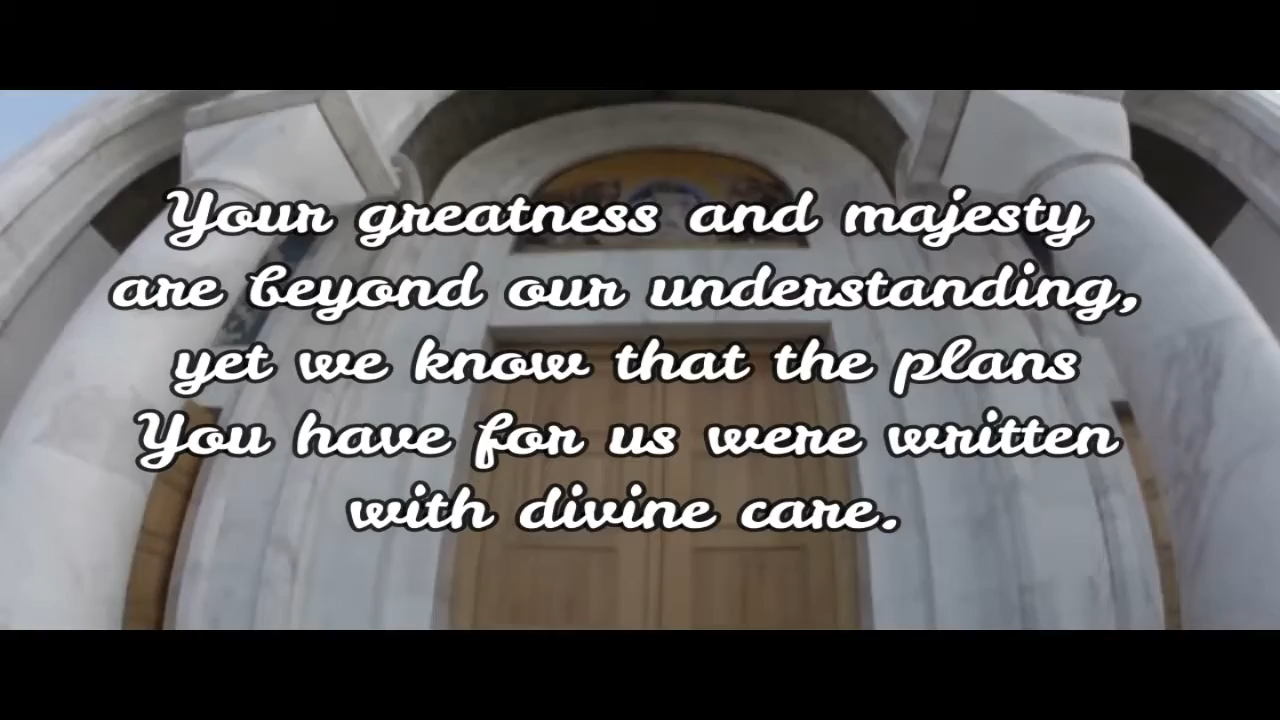 Your greatness and majesty
are beyond our understanding,
yet we know that the plans
You have for us were written
with divine care.